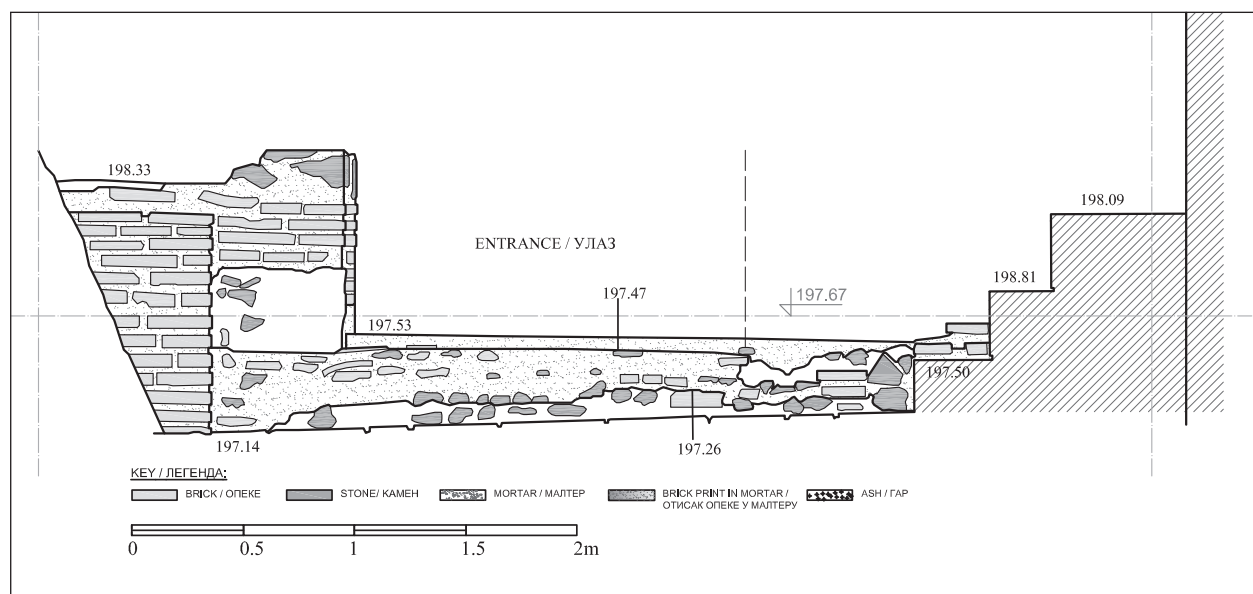 198.33
198.09
ENTRANCE / УЛАЗ
198.81
197.47
197.67
197.53
197.50
197.14
197.26
KEY / ЛЕГЕНДА:
BRICK / ОПЕКЕ
STONE/ КАМЕН
MORTAR / МАЛТЕР
BRICK PRINT IN MORTAR /
ОТИСАК ОПЕКЕ У МАЛТЕРУ
ASH / ГАР
0 0.5 1 1.5 2m